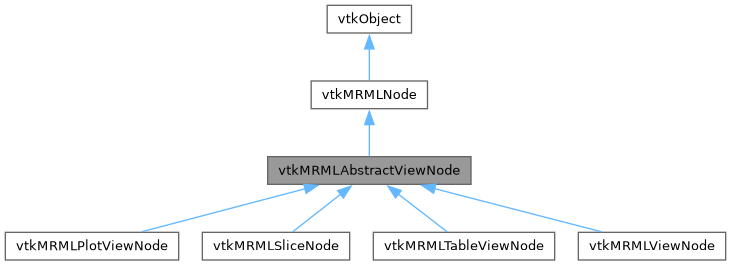 vtkObject
vtkMRMLNode
vtkMRMLAbstractViewNode
vtkMRMLPlotViewNode
vtkMRMLSliceNode
vtkMRMLTableViewNode
vtkMRMLViewNode